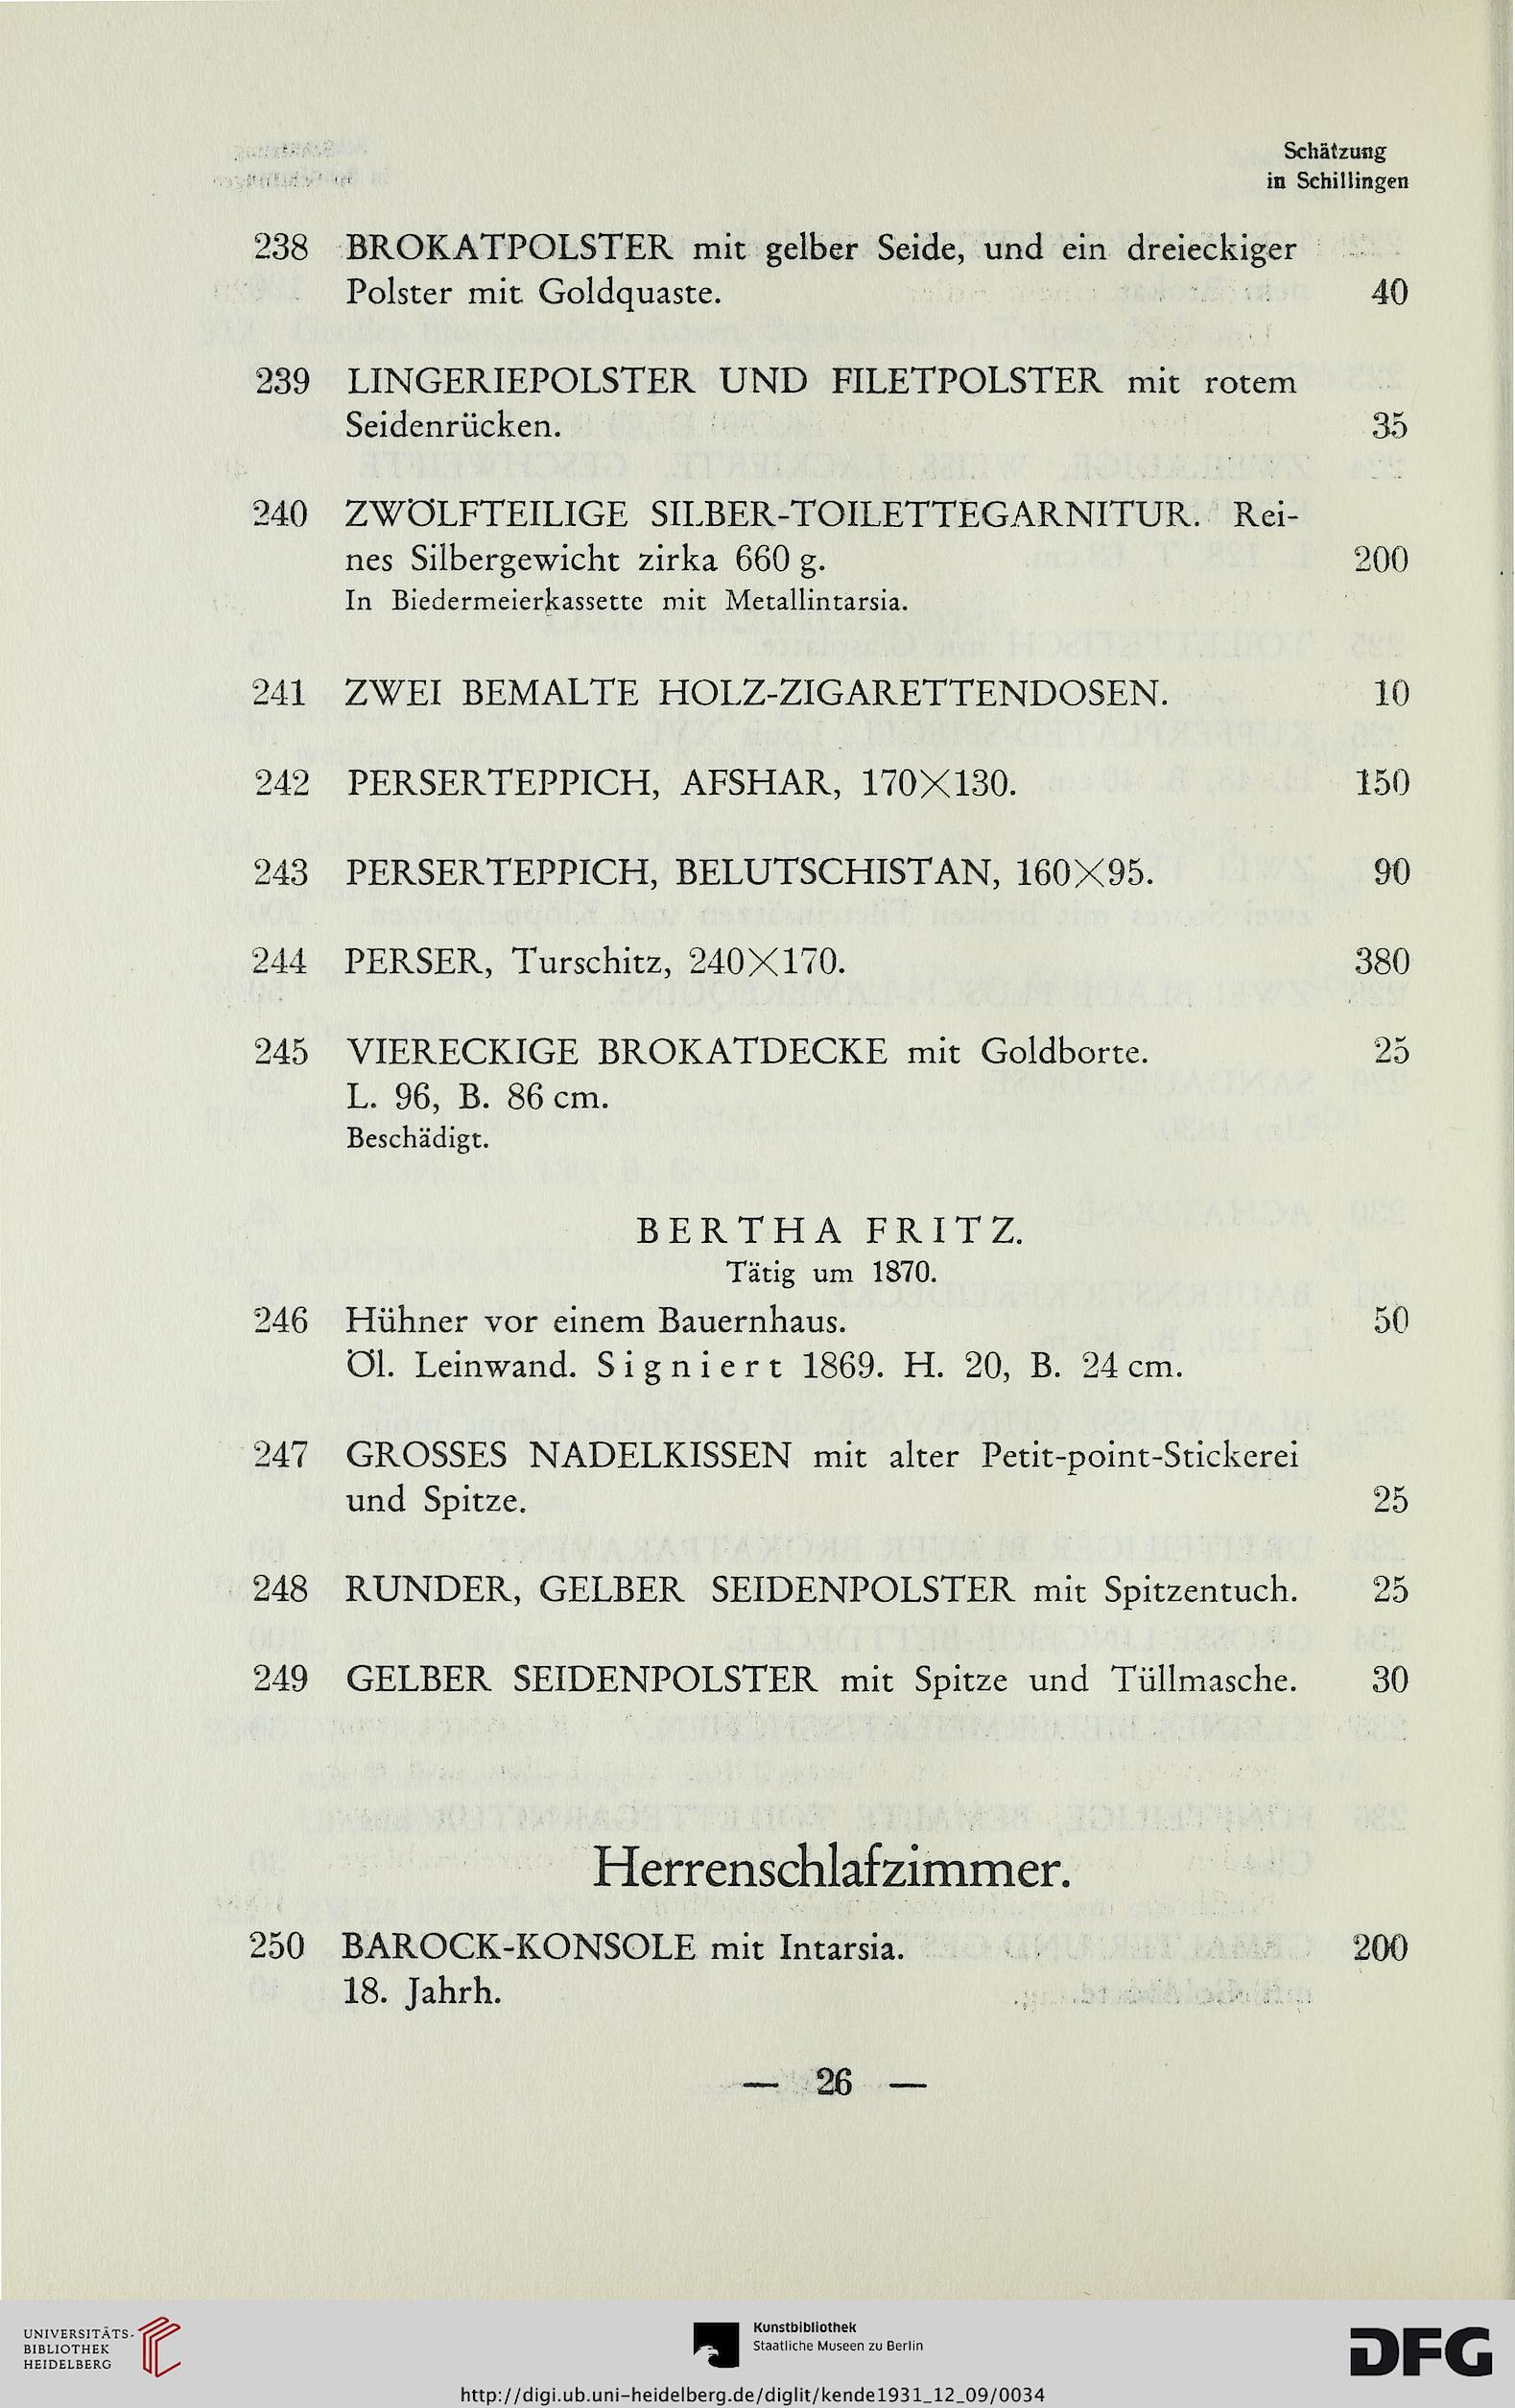 Schätzung
in Schillingen
238 BROKATPOLSTER mit gelber Seide, und ein dreieckiger
Polster mit Goldquaste. 40
239 LINGERIEPOLSTER UND FILETPOLSTER mit rotem
Seidenrücken. 35
240 ZWÖLFTEILIGE SILBER-TOILETTEGARNITUR. Rei-
nes Silbergewicht zirka 660 g. 200
In Biedermeierkassette mit Metallintarsia.
241 ZWEI BEMALTE HOLZ-ZIGARETTENDOSEN. 10
242 PERSERTEPPICH, AFSHAR, 170×130. 150
243 PERSERTEPPICH, BELUTSCHISTAN, 160×95. 90
244 PERSER, Turschitz, 240×170. 380
245 VIERECKIGE BROKATDECKE mit Goldborte. 25
L. 96, B. 86 cm.
Beschädigt.
BERTHA FRITZ.
Tätig um 1870.
246 Hühner vor einem Bauernhaus. 50
Öl. Leinwand. Signiert 1869. H. 20, B. 24 cm.
247 GROSSES NADELKISSEN mit alter Petit-point-Stickerei
und Spitze. 25
248 RUNDER, GELBER SEIDENPOLSTER mit Spitzentuch. 25
249 GELBER SEIDENPOLSTER mit Spitze und Tüllmasche. 30
Herrenschlafzimmer.
250 BAROCK-KONSOLE mit Intarsia. 200
18. Jahrh.
— 26 —
UNIVERSITÄTS-
BIBLIOTHEK
HEIDELBERG
Kunstbibliothek
Staatliche Museen zu Berlin
DFG
http://digi.ub.uni-heidelberg.de/diglit/kende1931_12_09/0034